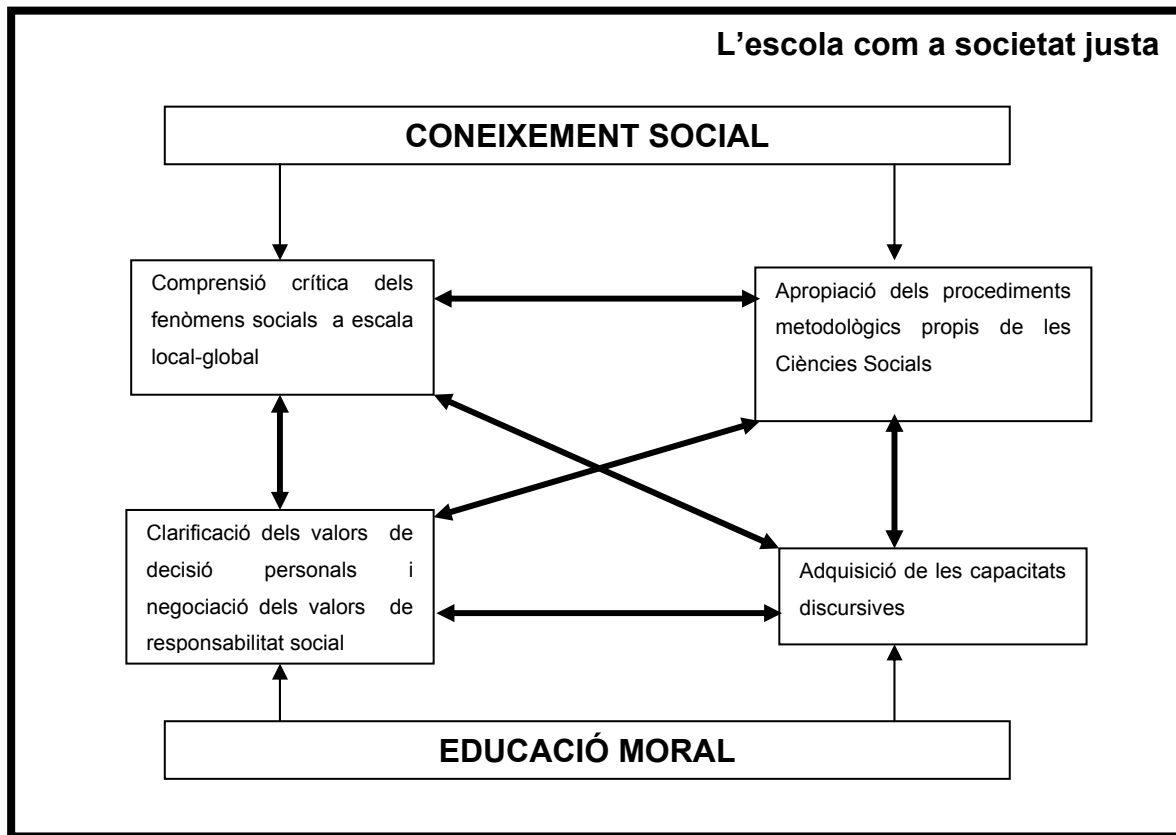 L’escola com a societat justa
CONEIXEMENT SOCIAL
Comprensió crítica dels
fenòmens socials a escala
local-global
Apropiació dels procediments
metodològics propis de les
Ciències Socials
Clarificació dels valors de
decisió personals i
negociació dels valors de
responsabilitat social
Adquisició de les capacitats
discursives
EDUCACIÓ MORAL